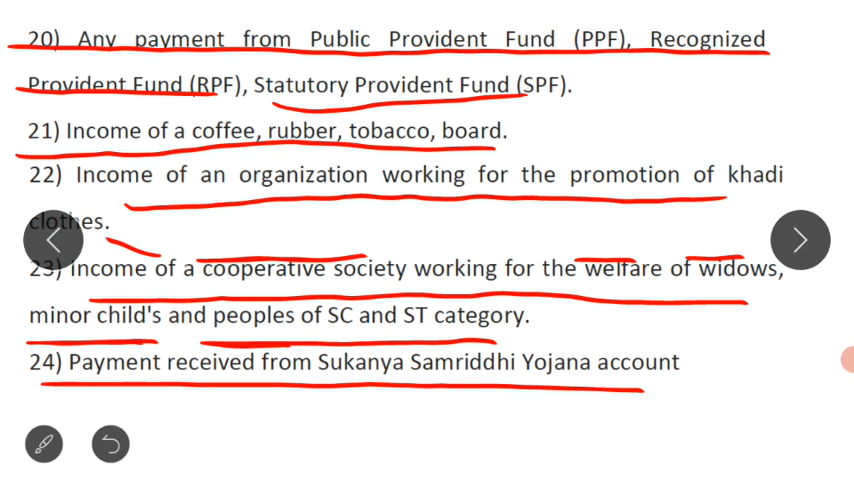 20) Any payment from Public Provident Fund (PPF), Recognized
Provident Fund (RPF), Statutory Provident Fund (SPF).
21) Income of a coffee, rubber, tobacco, board.
22) Income of an organization working for the promotion of khadi
clothes.
23) Income of a cooperative society working for the welfare of widows,
minor child's and peoples of SC and ST category.
24) Payment received from Sukanya Samriddhi Yojana account